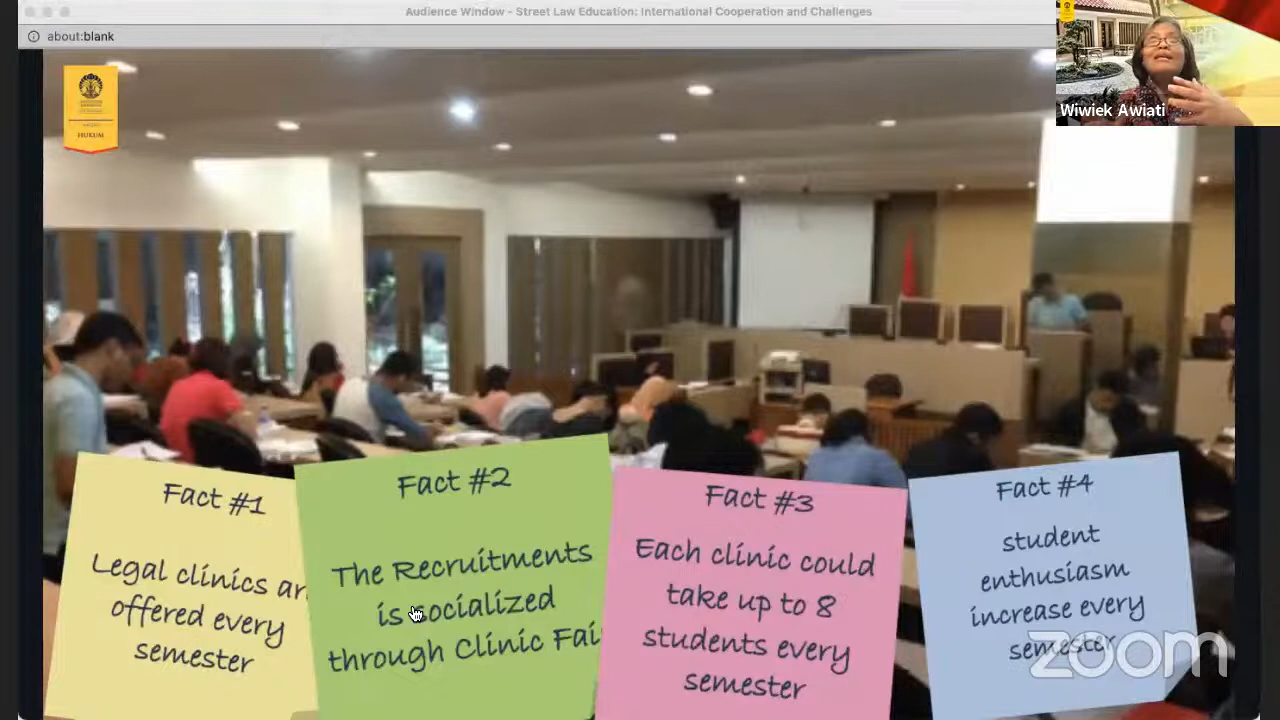 Audience Window - Street Law Education: International Cooperation and Challenges
about:blank
HUKUM
Wiwiek Awiati
Fact #1
Legal clinics ar
offered every
semester
Fact #2
The Recruitments
is socialized
through Clinic Fai
Fact #3
Each clinic could
take up to 8
students every
semester
Fact #4
student
enthusiasm
increase every
semester
zoom